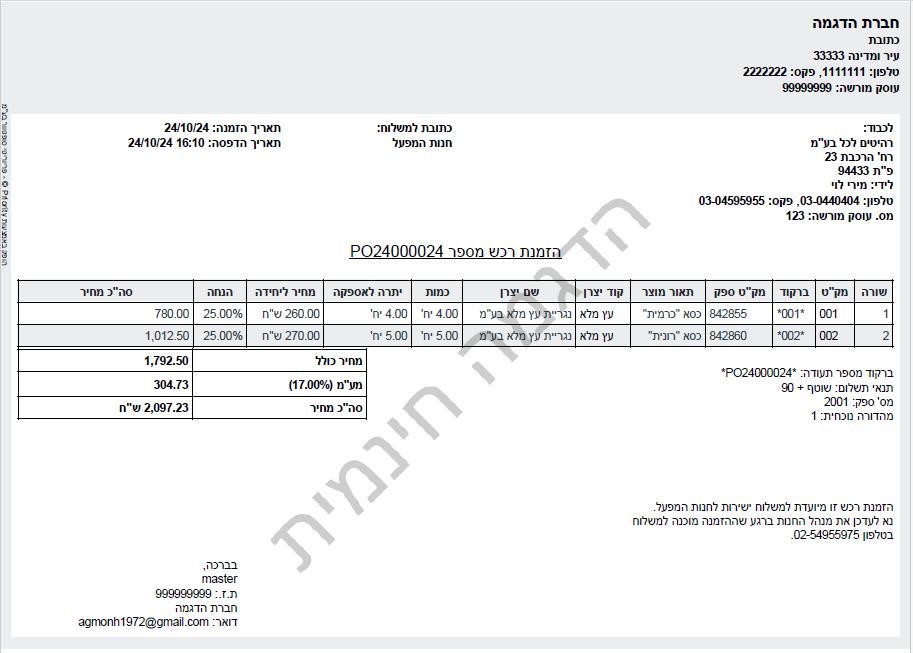 חברת הדגמה
כתובת
עיר ומדינה 33333
טלפון: 1111111, פקס: 2222222
עוסק מורשה: 99999999
לכבוד:
רהיטים לכל בע"מ
רח' הרכבת 23
פ"ת 94433
לידי: מירי לוי
טלפון: 03-0440404, פקס: 03-04595955
מס. עוסק מורשה: 123
כתובת למשלוח:
חנות המפעל
תאריך הזמנה: 24/10/24
תאריך הדפסה: 16:10 24/10/24
הזמנת רכש מספר PO24000024
שורה מק"ט ברקוד מק"ט ספק תאור מוצר קוד יצרן שם יצרן כמות יתרה לאספקה מחיר ליחידה הנחה סה"כ מחיר
1 001 *001* 842855 כסא "כרמית" עץ מלא נגריית עץ מלא בע"מ 4.00 יח' 4.00 יח' 260.00 ש"ח 25.00% 780.00
2 002 *002* 842860 כסא "רונית" עץ מלא נגריית עץ מלא בע"מ 5.00 יח' 5.00 יח' 270.00 ש"ח 25.00% 1,012.50
מחיר כולל 1,792.50
מע"מ (17.00%) 304.73
סה"כ מחיר 2,097.23 ש"ח
ברקוד מספר תעודה: *PO24000024*
תנאי תשלום: שוטף + 90
מס' ספק: 2001
מהדורה נוכחית: 1
הזמנת רכש זו מיועדת למשלוח ישירות לחנות המפעל.
נא לעדכן את מנהל החנות ברגע שההזמנה מוכנה למשלוח
בטלפון 02-54955975.
בברכה,
master
ת.ז.: 999999999
חברת הדגמה
דואר: agmonh1972@gmail.com
הדגמה חינמית